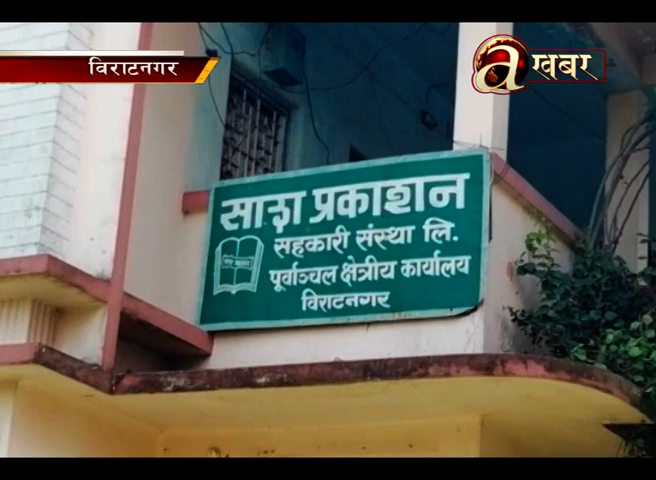 विराटनगर
a खबर
साझा प्रकाशन
सहकारी संस्था लि.
पूर्वाञ्चल क्षेत्रीय कार्यालय
विराटनगर